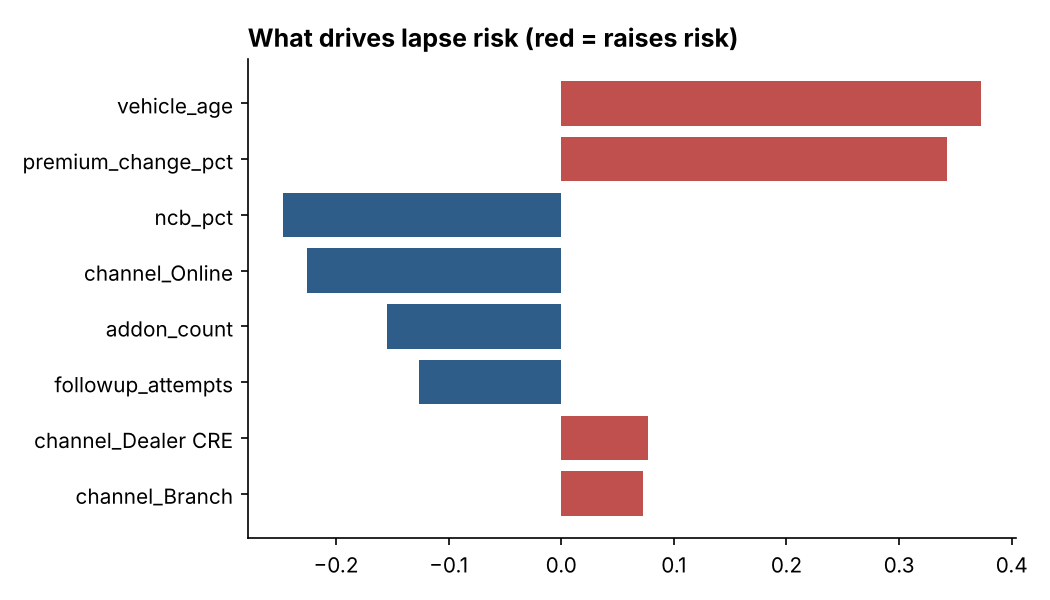 What drives lapse risk (red = raises risk)
vehicle_age
premium_change_pct
ncb_pct
channel_Online
addon_count
followup_attempts
channel_Dealer CRE
channel_Branch
−0.2 −0.1 0.0 0.1 0.2 0.3 0.4